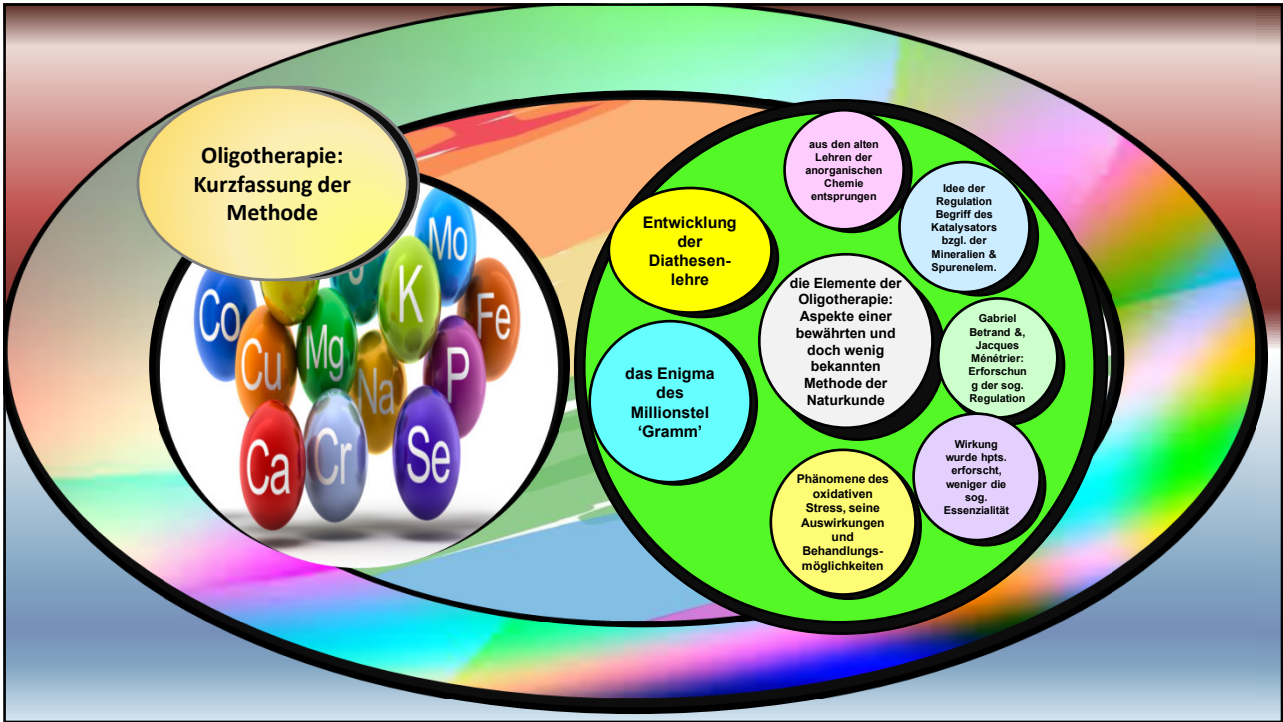 Oligotherapie:
Kurzfassung der
Methode
Mo
K
Co
Fe
Mg
Cu
Na
P
Ca
Cr
Se
Entwicklung
der
Diathesen-
lehre
das Enigma
des
Millionstel
‘Gramm’
aus den alten
Lehren der
anorganischen
Chemie
entsprungen
Idee der
Regulation
Begriff des
Katalysators
bzgl. der
Mineralien &
Spurenelem.
die Elemente der
Oligotherapie:
Aspekte einer
bewährten und
doch wenig
bekannten
Methode der
Naturkunde
Gabriel
Betrand &,
Jacques
Ménétrier:
Erforschun
g der sog.
Regulation
Wirkung
wurde hpts.
erforscht,
weniger die
sog.
Essenzialität
Phänomene des
oxidativen
Stress, seine
Auswirkungen
und
Behandlungs-
möglichkeiten